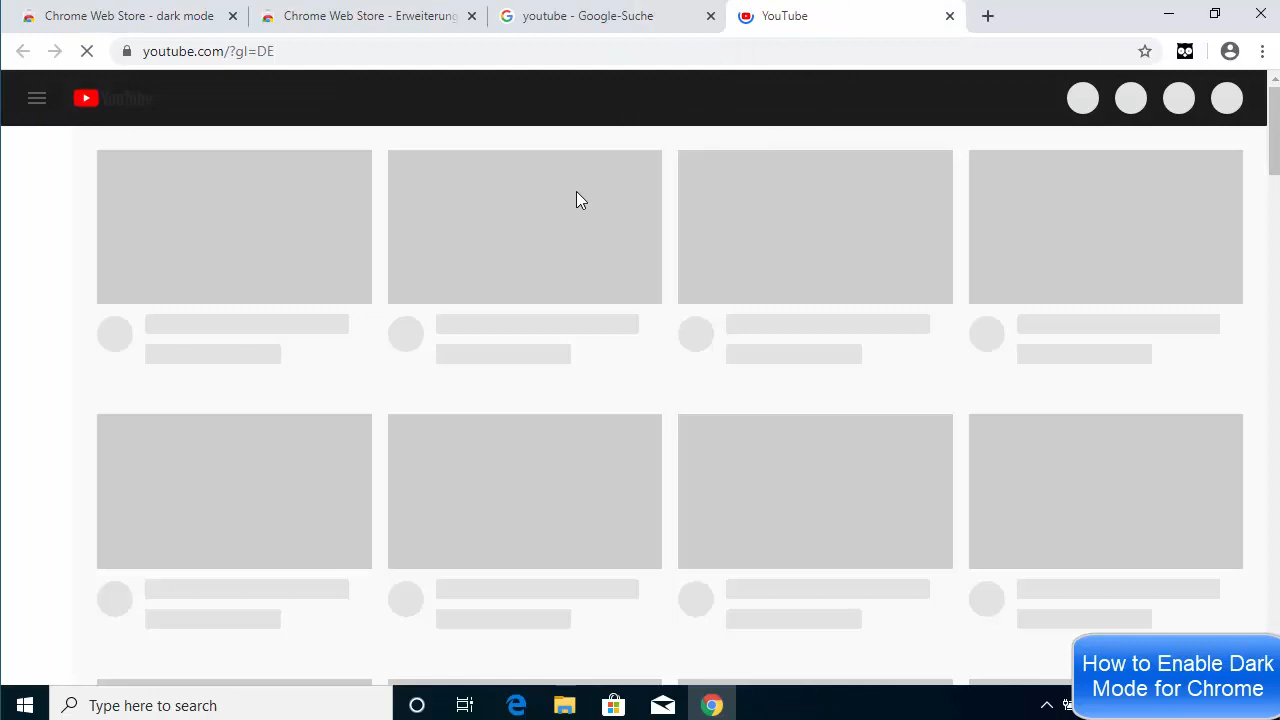 Chrome Web Store - dark mode
Chrome Web Store - Erweiterung
youtube - Google-Suche
YouTube
youtube.com/?gl=DE
YouTube
How to Enable Dark
Mode for Chrome
Type here to search